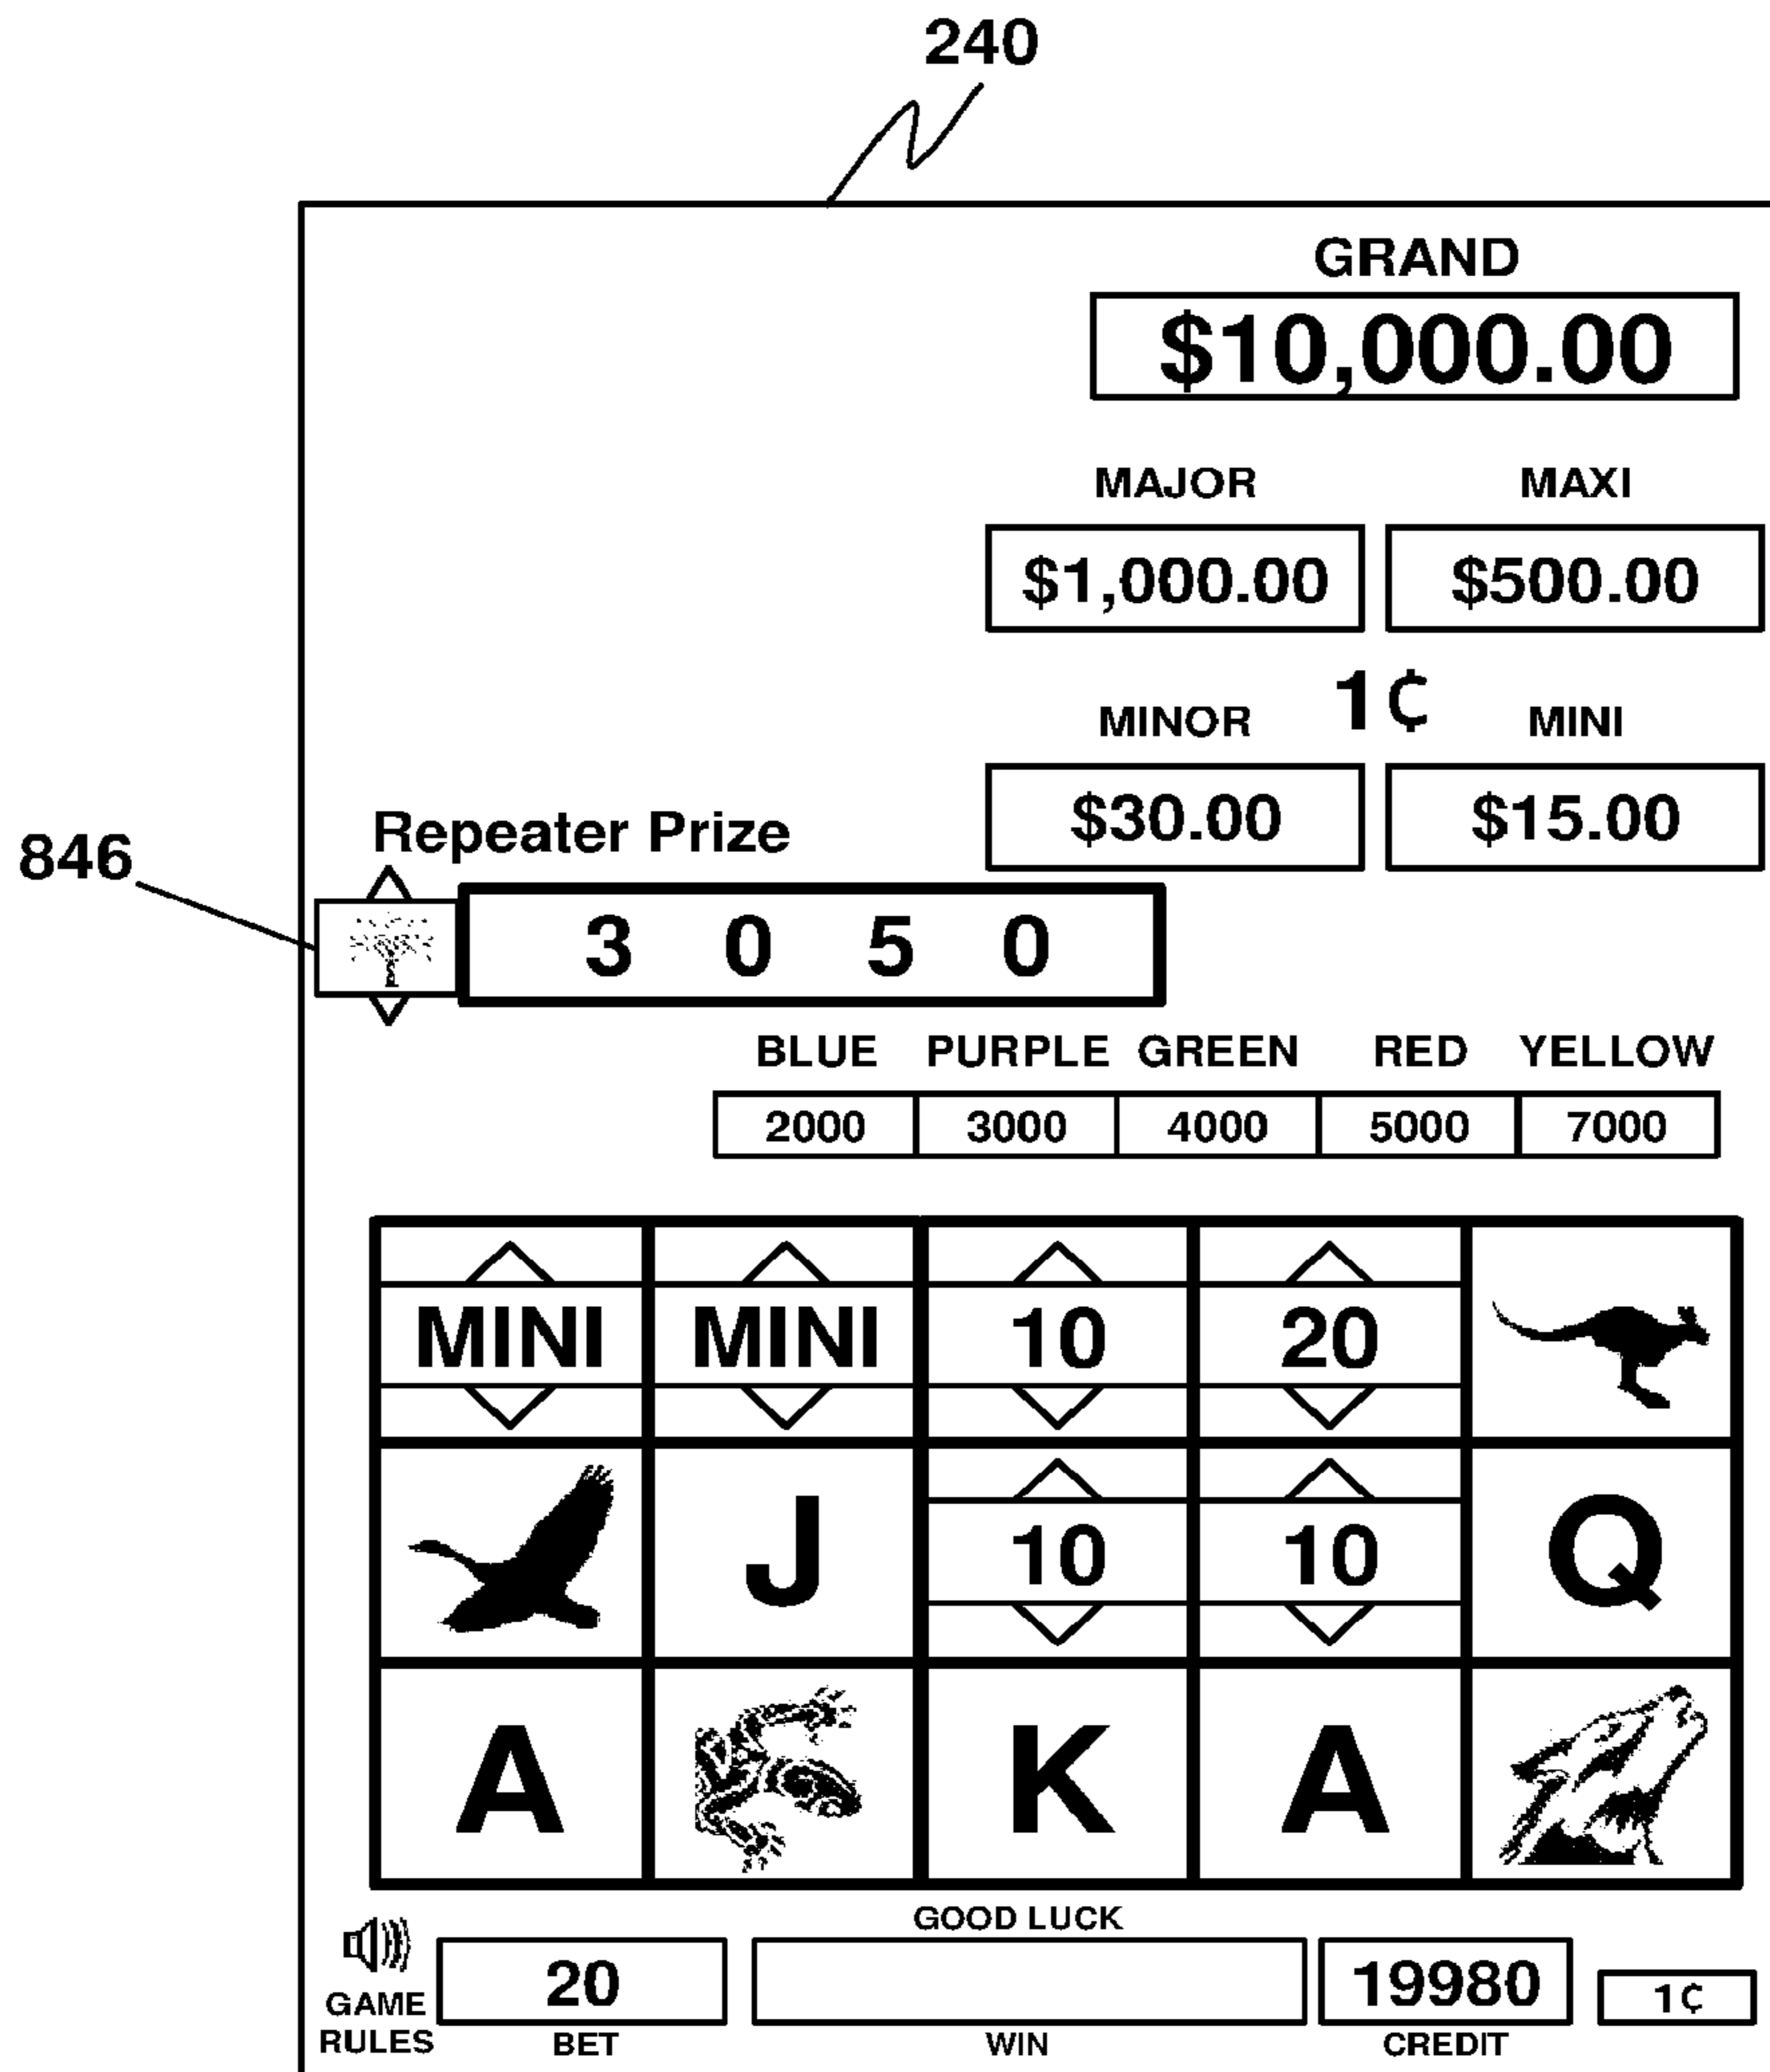 240
GRAND
$10,000.00
MAJOR MAXI
$1,000.00 $500.00
1¢
MINOR MINI
$30.00 $15.00
Repeater Prize
846
3 0 5 0
BLUE PURPLE GREEN RED YELLOW
2000 3000 4000 5000 7000
MINI MINI 10 20
J 10 10 Q
A K A
GOOD LUCK
20 19980 1¢
GAME
RULES BET WIN CREDIT